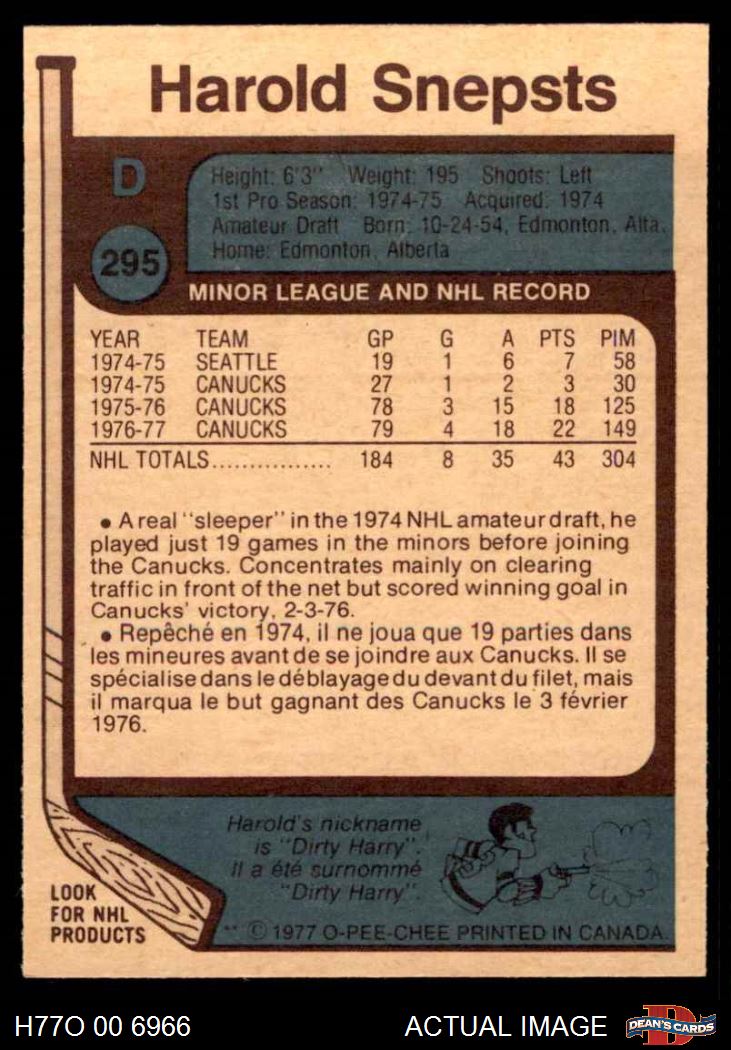 Harold Snepsts
D
Height: 6'3" Weight: 195 Shoots: Left
1st Pro Season: 1974-75 Acquired: 1974
Amateur Draft Born: 10-24-54, Edmonton, Alta.
Home: Edmonton, Alberta
295
MINOR LEAGUE AND NHL RECORD
YEAR TEAM GP G A PTS PIM
1974-75 SEATTLE 19 1 6 7 58
1974-75 CANUCKS 27 1 2 3 30
1975-76 CANUCKS 78 3 15 18 125
1976-77 CANUCKS 79 4 18 22 149
NHL TOTALS................ 184 8 35 43 304
• A real "sleeper" in the 1974 NHL amateur draft, he
played just 19 games in the minors before joining
the Canucks. Concentrates mainly on clearing
traffic in front of the net but scored winning goal in
Canucks' victory, 2-3-76.
• Repêché en 1974, il ne joua que 19 parties dans
les mineures avant de se joindre aux Canucks. Il se
spécialise dans le déblayage du devant du filet, mais
il marqua le but gagnant des Canucks le 3 février
1976.
Harold's nickname
is "Dirty Harry".
Il a été surnommé
"Dirty Harry".
LOOK
FOR NHL
PRODUCTS
** © 1977 O-PEE-CHEE PRINTED IN CANADA.
H77O 00 6966 ACTUAL IMAGE D DEAN'S CARDS